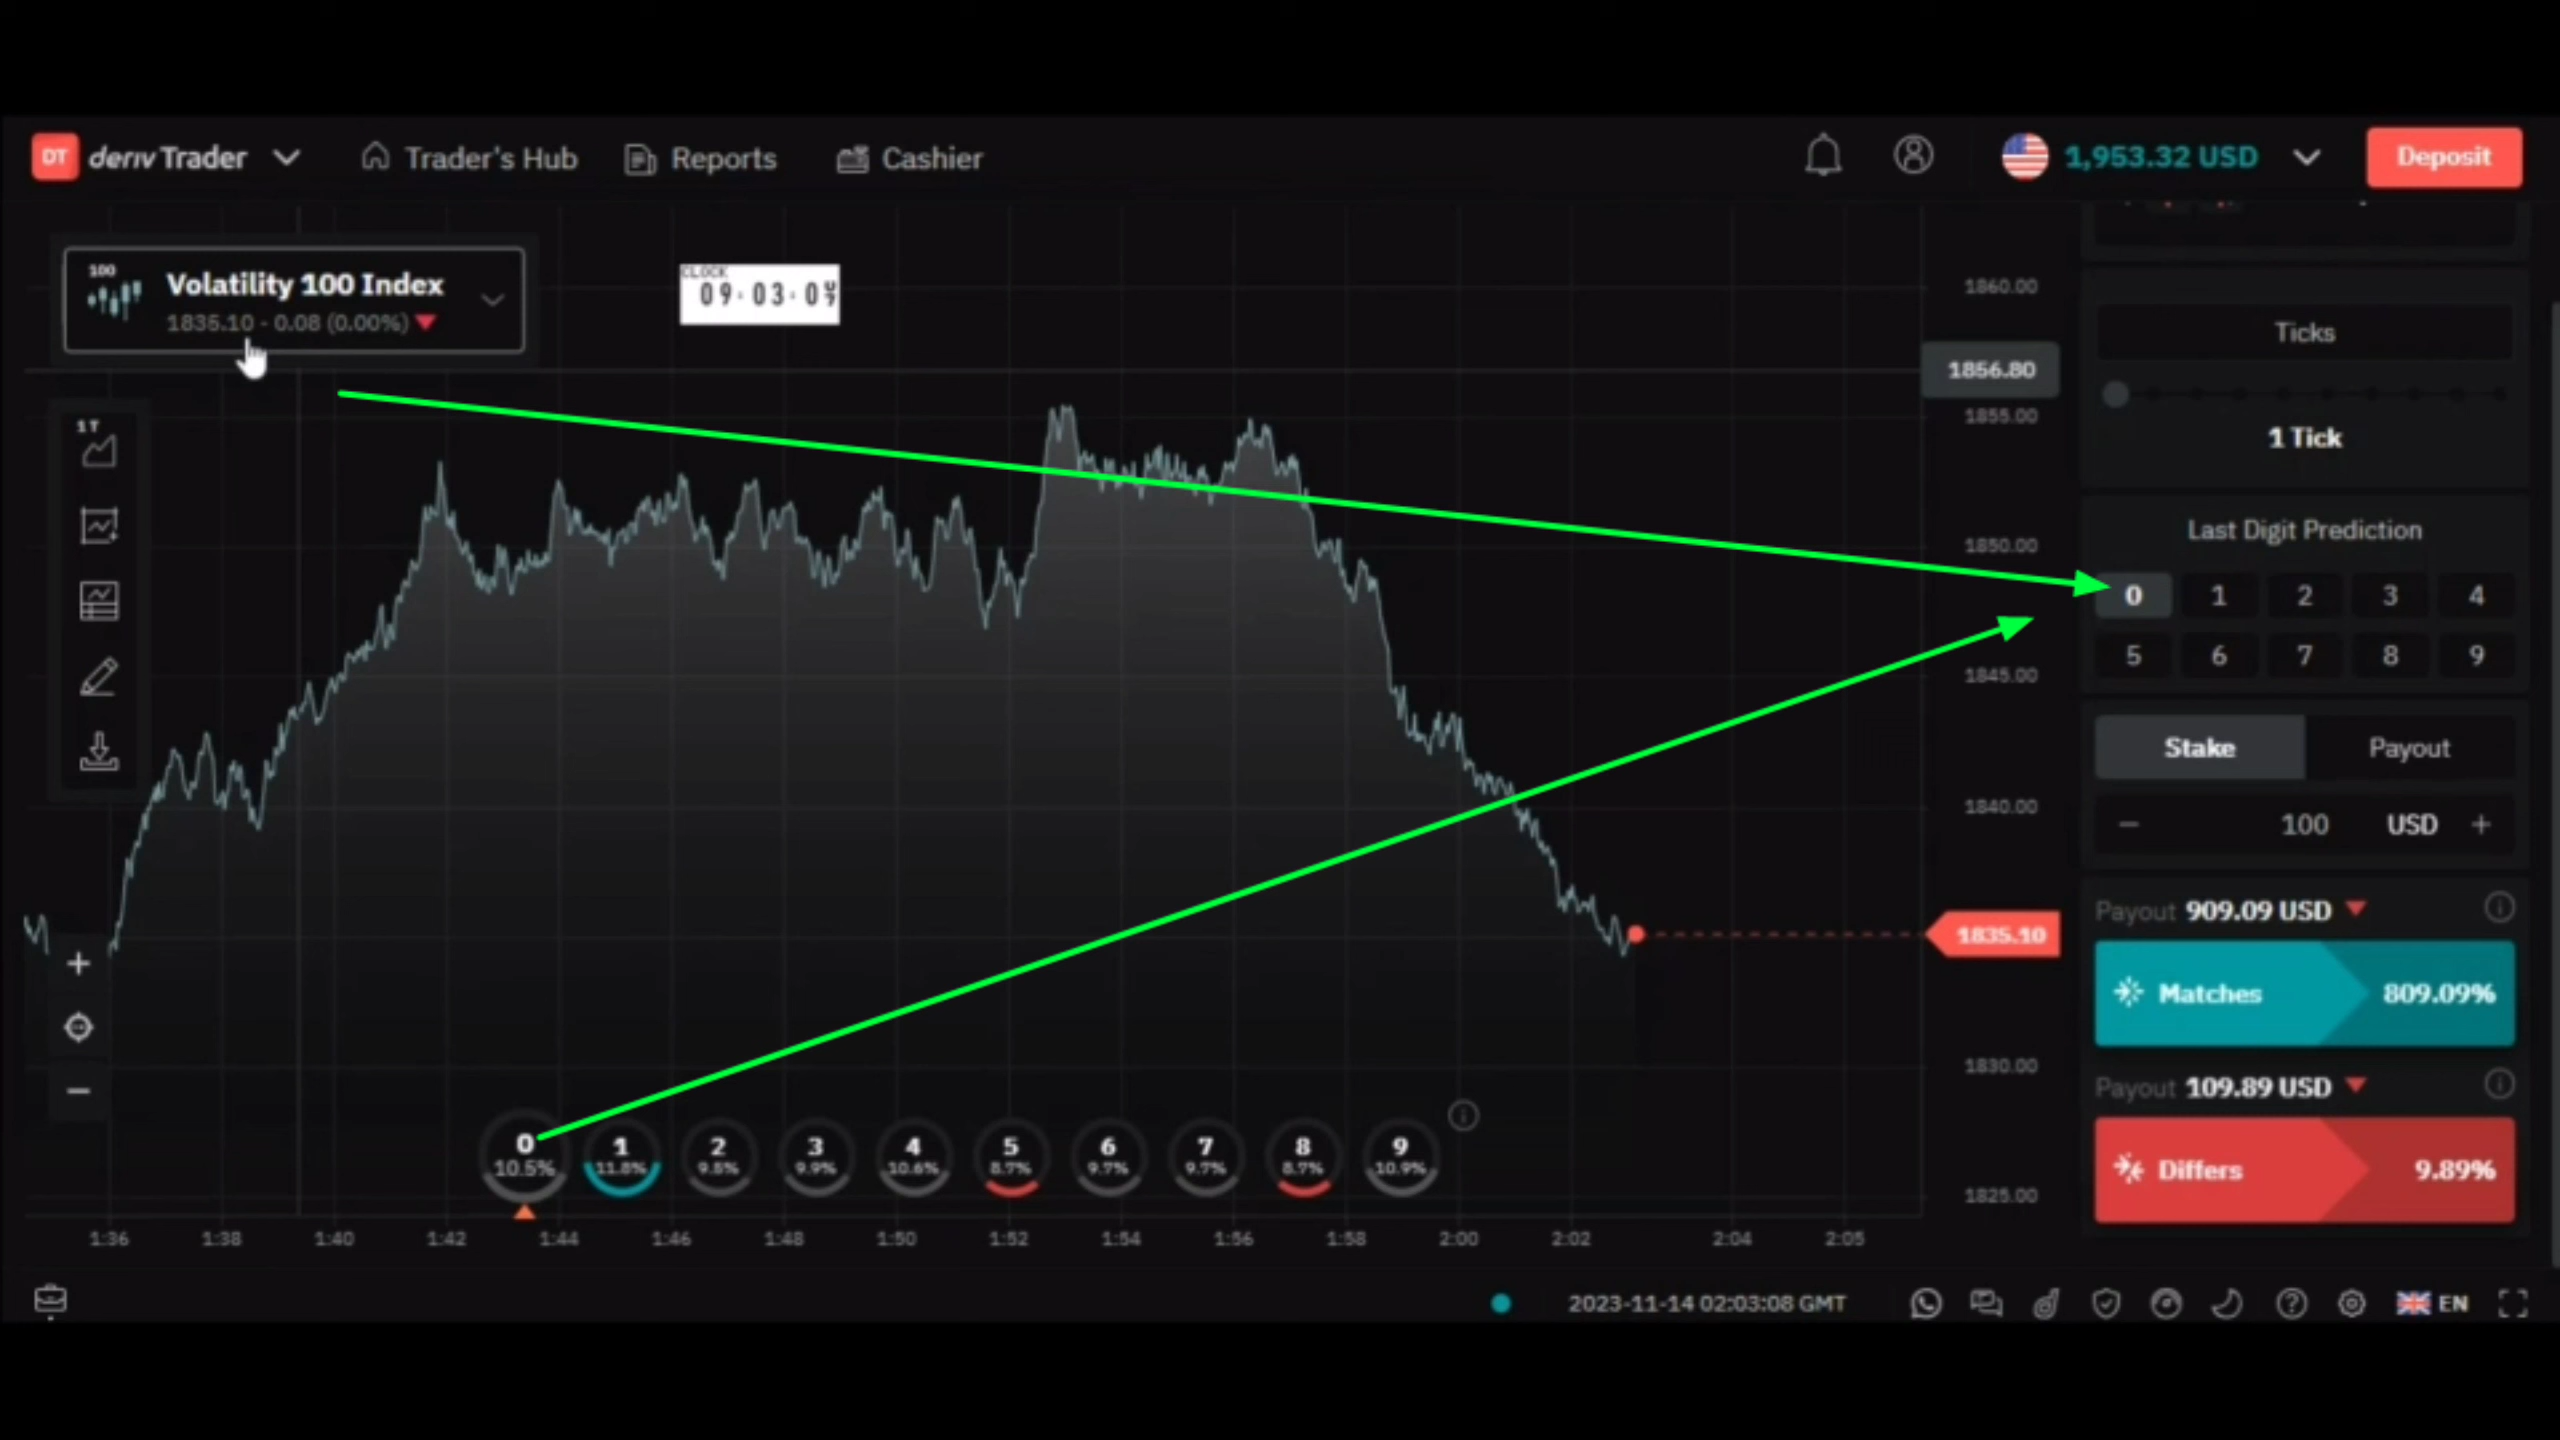 DT deriv Trader
Trader's Hub
Reports
Cashier
1,953.32 USD
Deposit
100
Volatility 100 Index
1835.10 - 0.08 (0.00%)
CLOCK
1T
1860.00
1856.80
1855.00
1850.00
1845.00
1840.00
1835.10
1830.00
1825.00
0
10.5%
1
11.8%
2
9.8%
3
9.9%
4
10.6%
5
8.7%
6
9.7%
7
9.7%
8
8.7%
9
10.9%
1:36 1:38 1:40 1:42 1:44 1:46 1:48 1:50 1:52 1:54 1:56 1:58 2:00 2:02 2:04 2:05
Ticks
1 Tick
Last Digit Prediction
0 1 2 3 4
5 6 7 8 9
Stake Payout
− 100 USD +
Payout 909.09 USD
Matches 809.09%
Payout 109.89 USD
Differs 9.89%
2023-11-14 02:03:08 GMT
EN